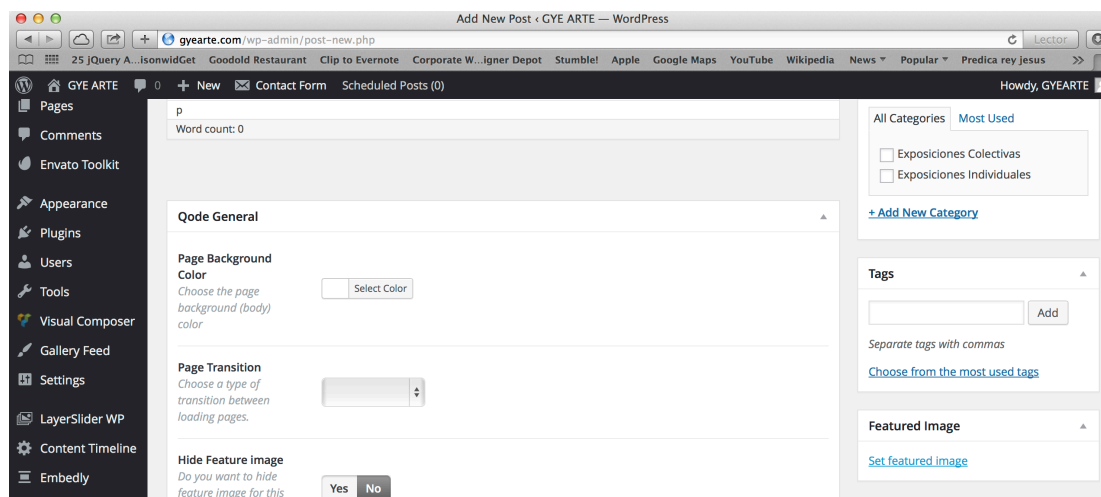 Add New Post ‹ GYE ARTE — WordPress
gyearte.com/wp-admin/post-new.php
Lector
25 jQuery A...isonwidGet Goodold Restaurant Clip to Evernote Corporate W...igner Depot Stumble! Apple Google Maps YouTube Wikipedia News Popular Predica rey jesus >>
GYE ARTE 0 + New Contact Form Scheduled Posts (0) Howdy, GYEARTE
Pages
Comments
Envato Toolkit
Appearance
Plugins
Users
Tools
Visual Composer
Gallery Feed
Settings
LayerSlider WP
Content Timeline
Embedly
p
Word count: 0
Qode General
Page Background
Color
Choose the page
background (body)
color
Select Color
Page Transition
Choose a type of
transition between
loading pages.
Hide Feature image
Do you want to hide
feature image for this
Yes No
All Categories Most Used
Exposiciones Colectivas
Exposiciones Individuales
+ Add New Category
Tags
Add
Separate tags with commas
Choose from the most used tags
Featured Image
Set featured image